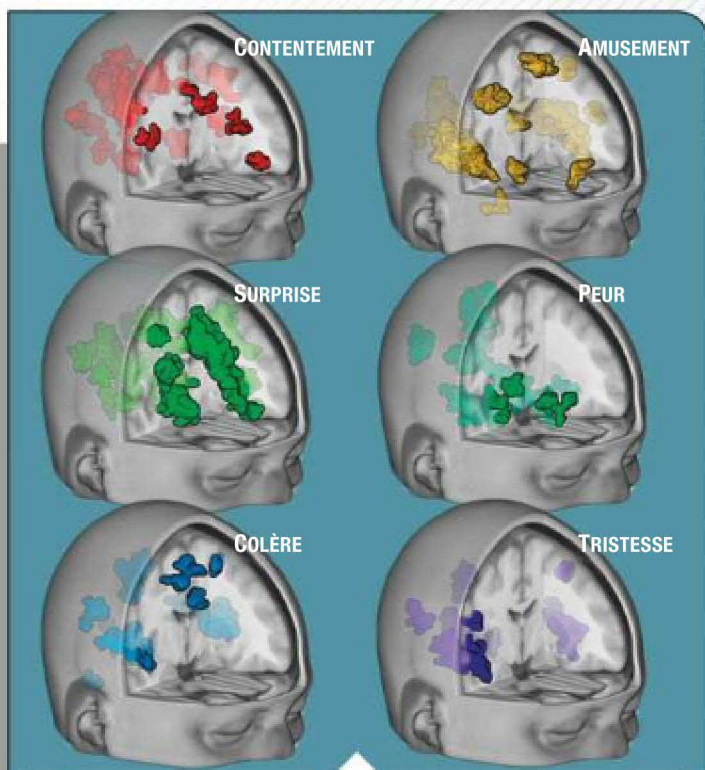 CONTENTEMENT
AMUSEMENT
SURPRISE
PEUR
COLÈRE
TRISTESSE